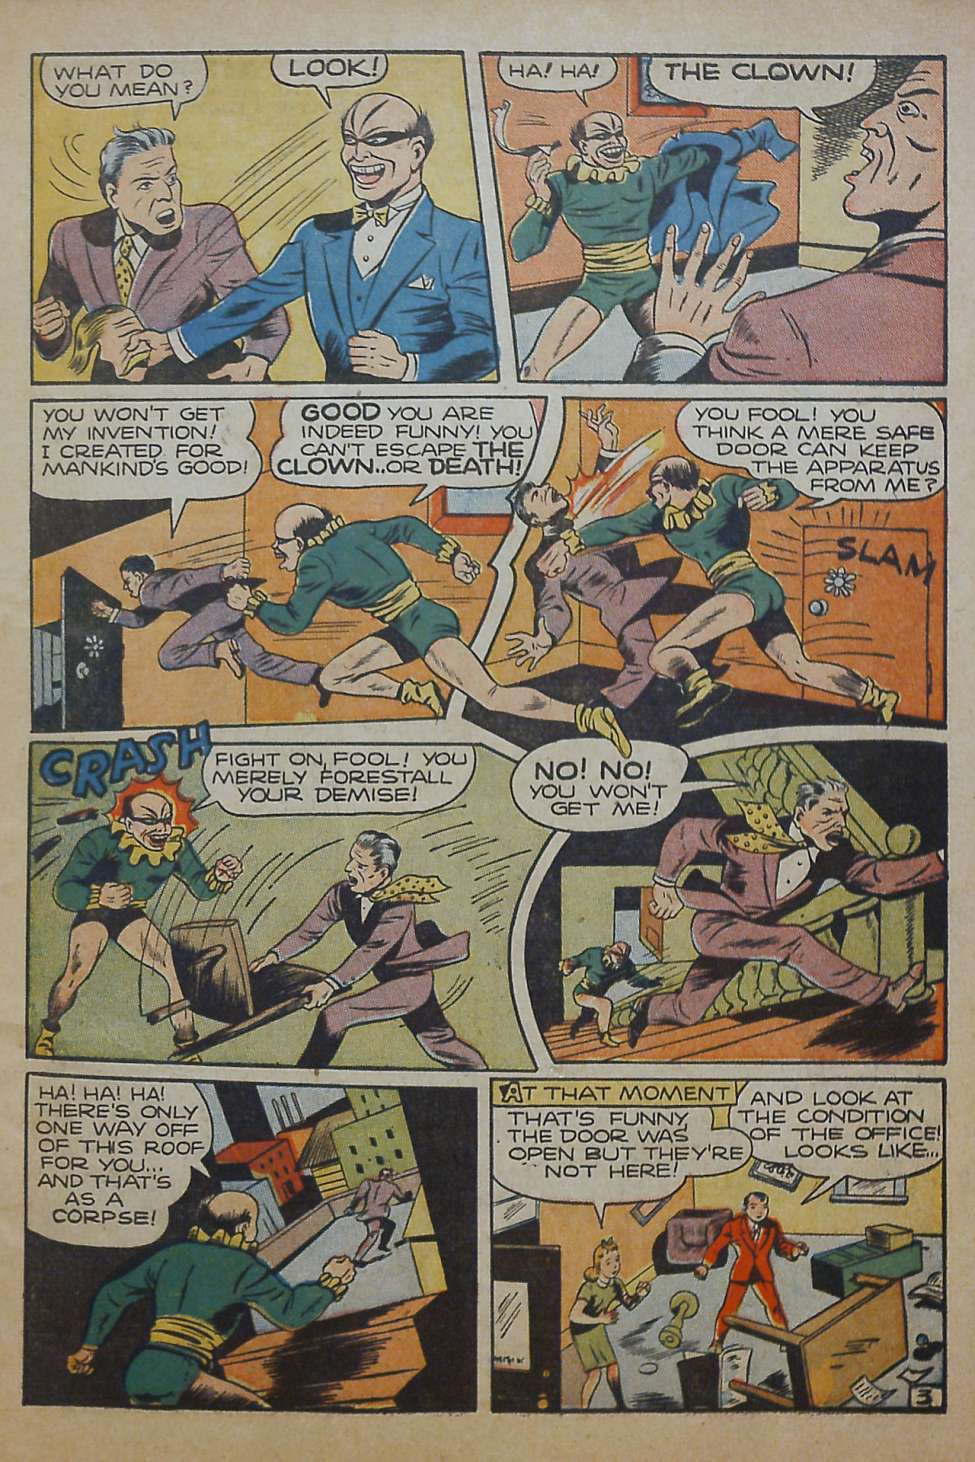 WHAT DO
YOU MEAN?
LOOK!
HA! HA!
THE CLOWN!
YOU WON'T GET
MY INVENTION!
I CREATED FOR
MANKIND'S GOOD!
GOOD YOU ARE
INDEED FUNNY! YOU
CAN'T ESCAPE THE
CLOWN..OR DEATH!
YOU FOOL! YOU
THINK A MERE SAFE
DOOR CAN KEEP
THE APPARATUS
FROM ME?
SLAM
CRASH
FIGHT ON, FOOL! YOU
MERELY FORESTALL
YOUR DEMISE!
NO! NO!
YOU WON'T
GET ME!
HA! HA! HA!
THERE'S ONLY
ONE WAY OFF
OF THIS ROOF
FOR YOU...
AND THAT'S
AS A
CORPSE!
AT THAT MOMENT
THAT'S FUNNY,
THE DOOR WAS
OPEN BUT THEY'RE
NOT HERE!
AND LOOK AT
THE CONDITION
OF THE OFFICE!
LOOKS LIKE...
3